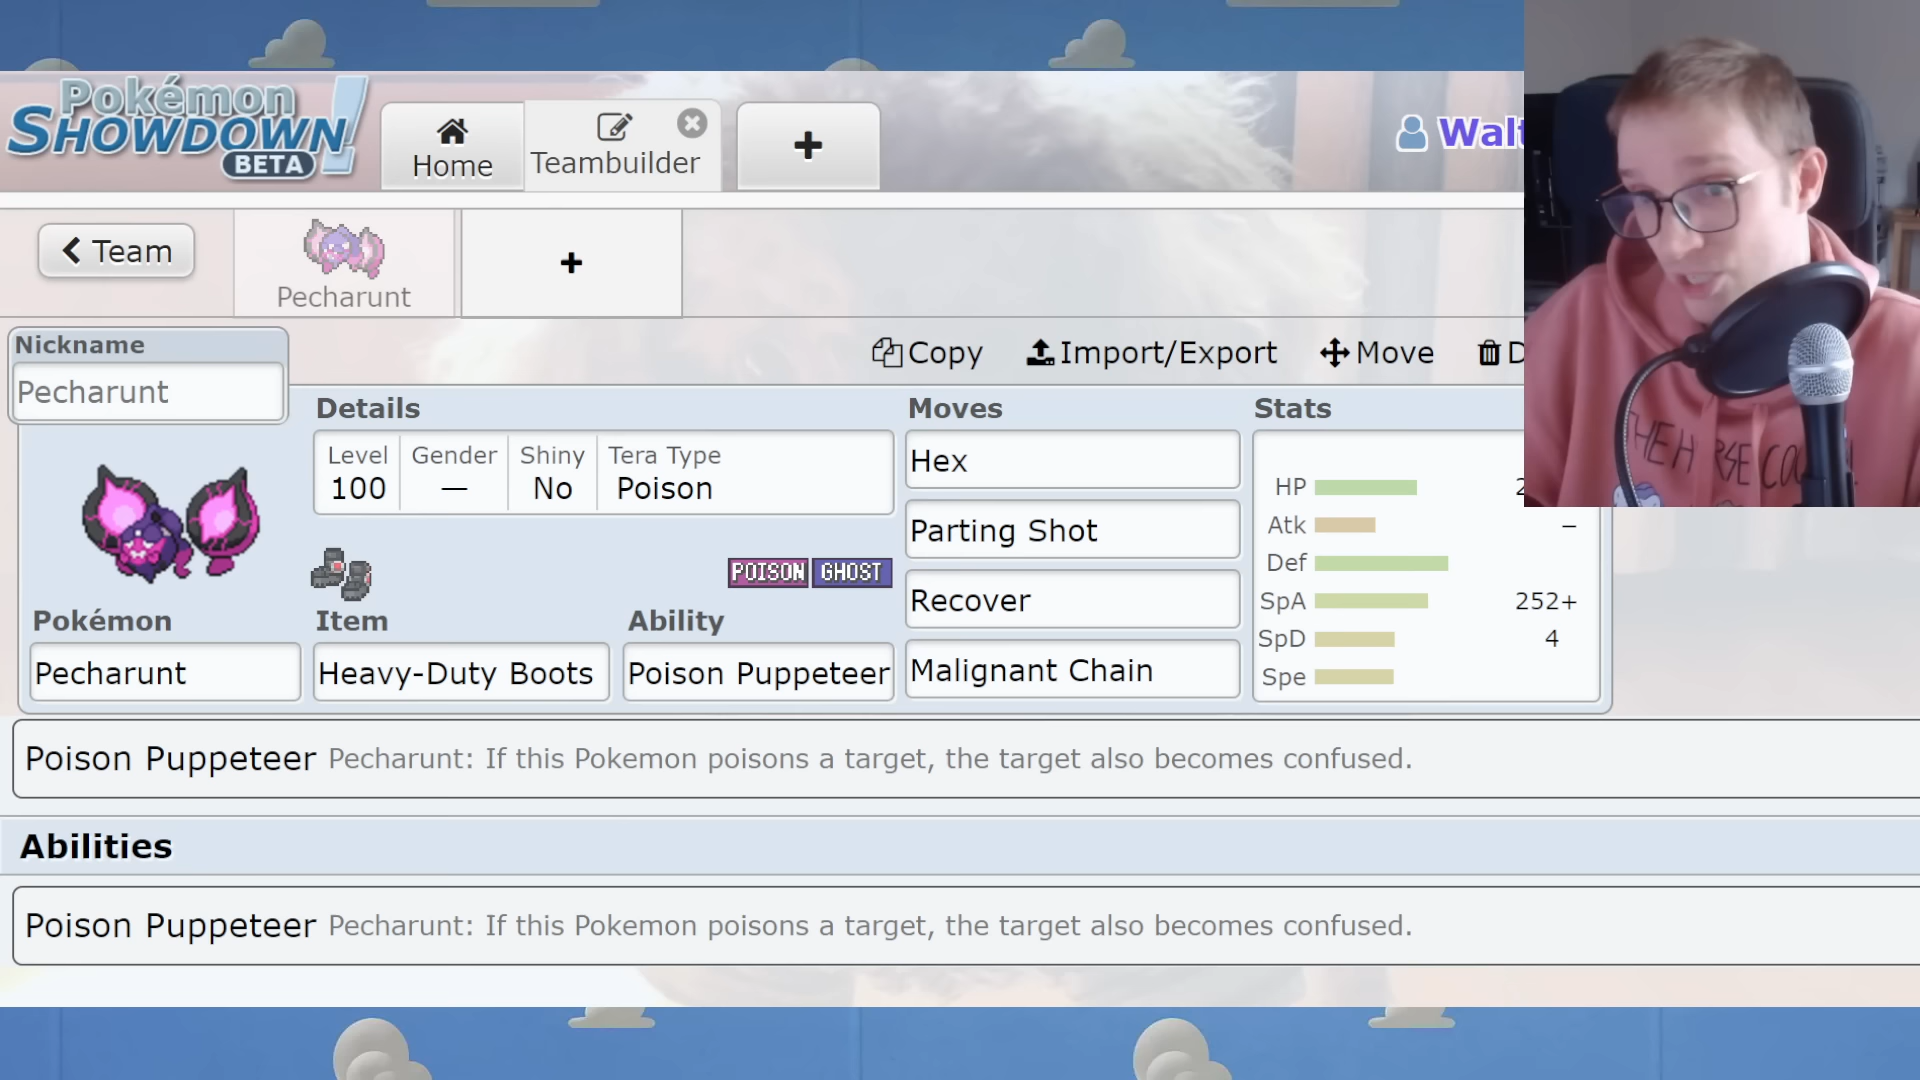 Pokémon
SHOWDOWN!
BETA
Home
Teambuilder
+
Team
Pecharunt
+
Nickname
Pecharunt
Copy
Import/Export
Move
D
Details
Level
Gender
Shiny
Tera Type
100
—
No
Poison
POISON
GHOST
Pokémon
Pecharunt
Item
Heavy-Duty Boots
Ability
Poison Puppeteer
Moves
Hex
Parting Shot
Recover
Malignant Chain
Stats
HP 2
Atk –
Def
SpA 252+
SpD 4
Spe
Poison Puppeteer Pecharunt: If this Pokemon poisons a target, the target also becomes confused.
Abilities
Poison Puppeteer Pecharunt: If this Pokemon poisons a target, the target also becomes confused.